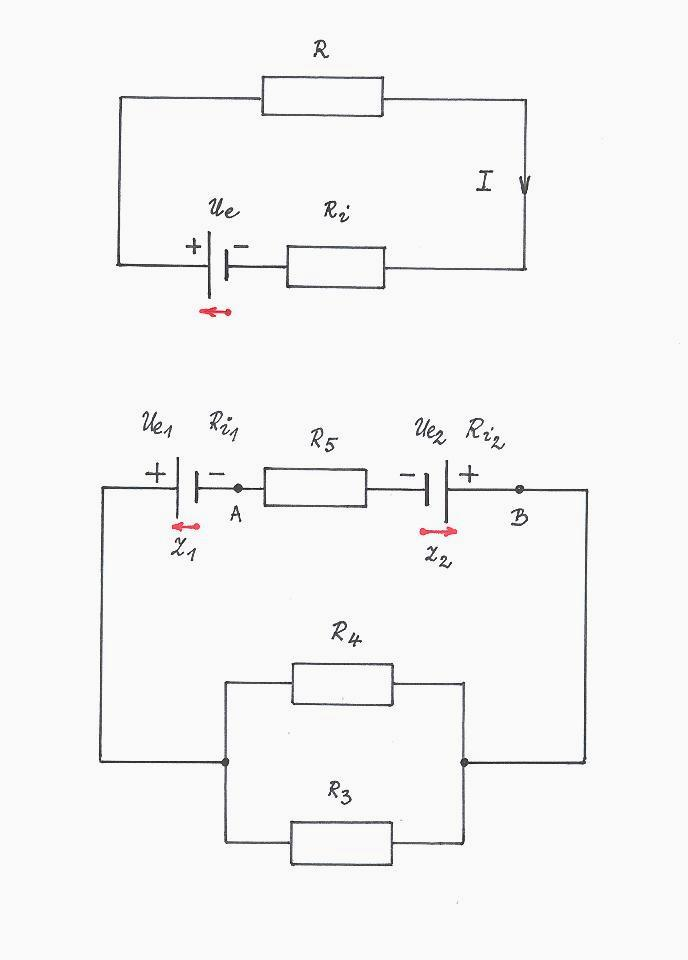 R
I
Ue
Ri
+ −
Ue1
Ri1
R5
Ue2
Ri2
+ −
− +
A
B
Z1
Z2
R4
R3